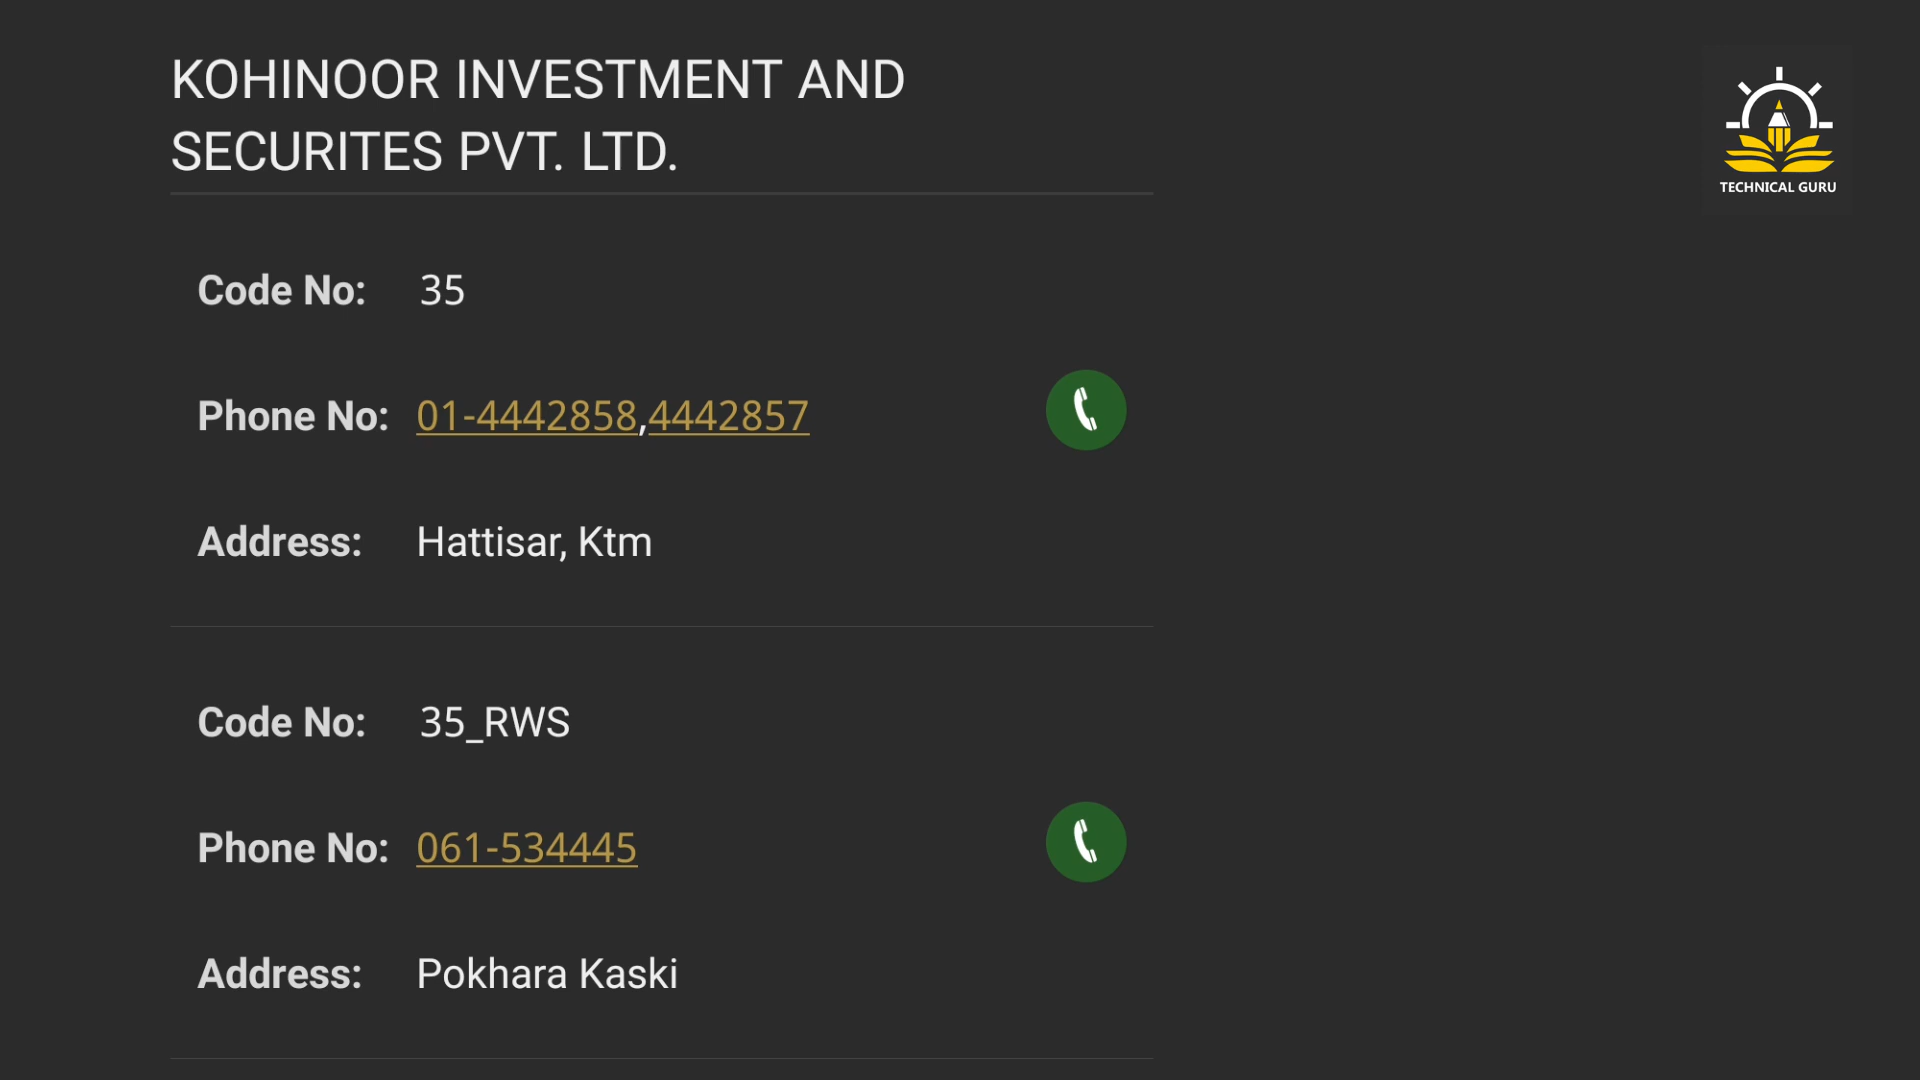 KOHINOOR INVESTMENT AND
SECURITES PVT. LTD.
TECHNICAL GURU
Code No: 35
Phone No: 01-4442858,4442857
Address: Hattisar, Ktm
Code No: 35_RWS
Phone No: 061-534445
Address: Pokhara Kaski